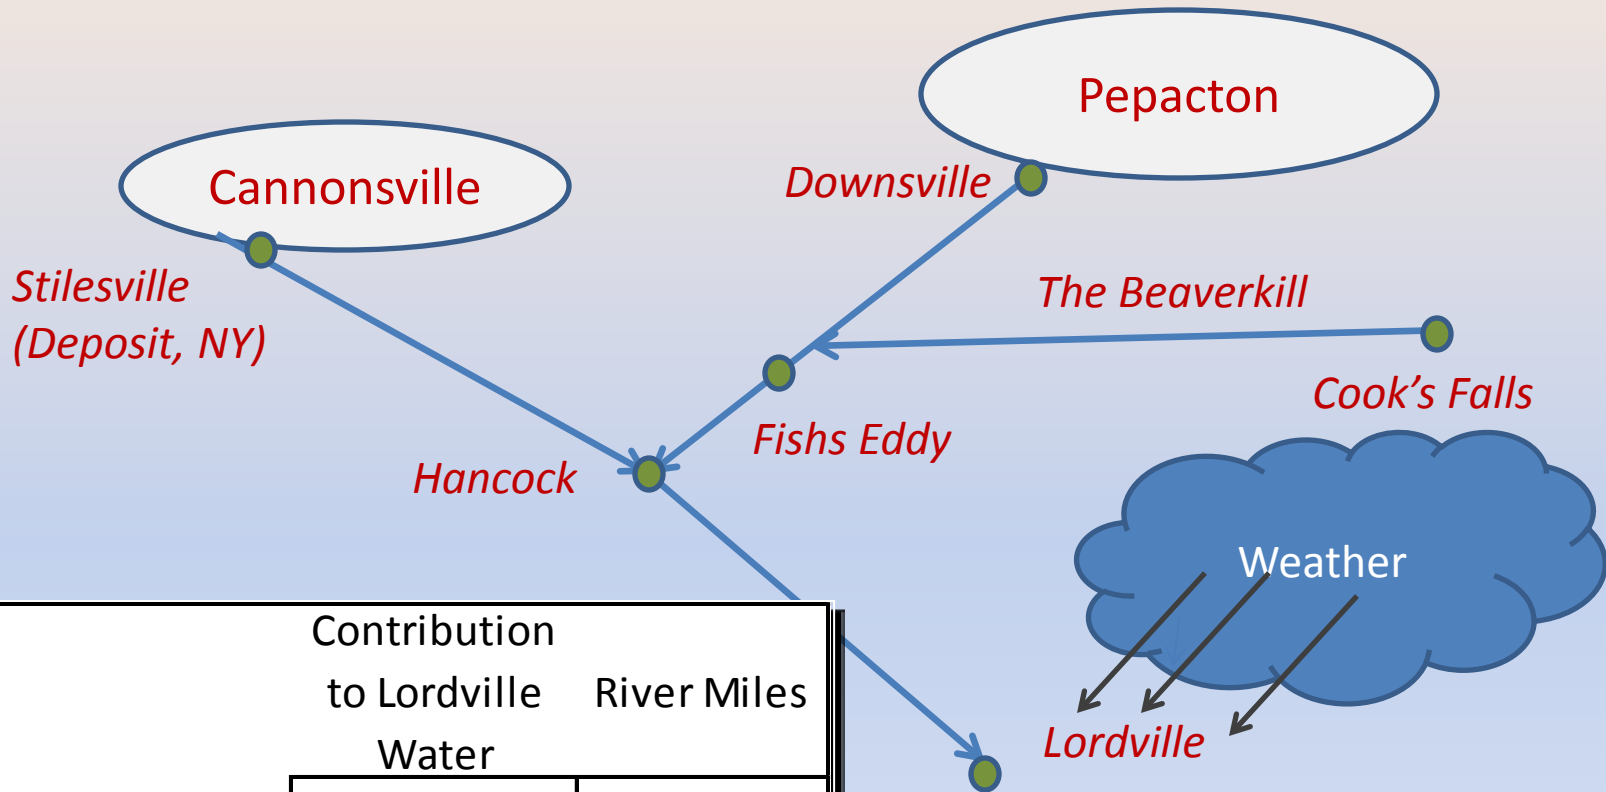 Pepacton
Cannonsville
Downsville
Stilesville
(Deposit, NY)
The Beaverkill
Cook’s Falls
Fishs Eddy
Hancock
Weather
Contribution
to Lordville
Water
River Miles
Lordville